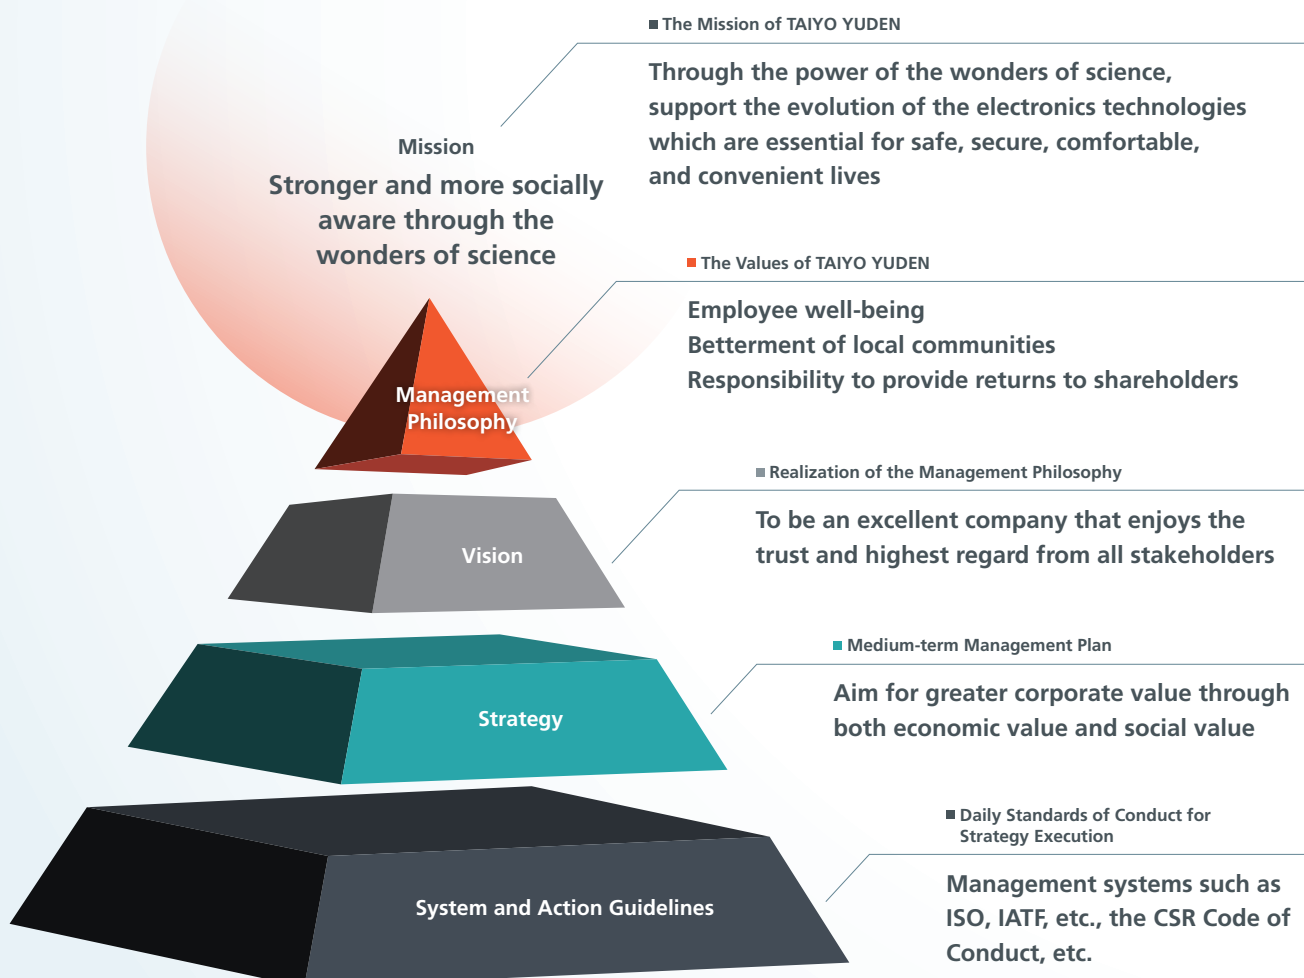 The Mission of TAIYO YUDEN
Through the power of the wonders of science,
support the evolution of the electronics technologies
which are essential for safe, secure, comfortable,
and convenient lives
Mission
Stronger and more socially
aware through the
wonders of science
The Values of TAIYO YUDEN
Employee well-being
Betterment of local communities
Responsibility to provide returns to shareholders
Management
Philosophy
Realization of the Management Philosophy
To be an excellent company that enjoys the
trust and highest regard from all stakeholders
Vision
Medium-term Management Plan
Aim for greater corporate value through
both economic value and social value
Strategy
Daily Standards of Conduct for
Strategy Execution
Management systems such as
ISO, IATF, etc., the CSR Code of
Conduct, etc.
System and Action Guidelines